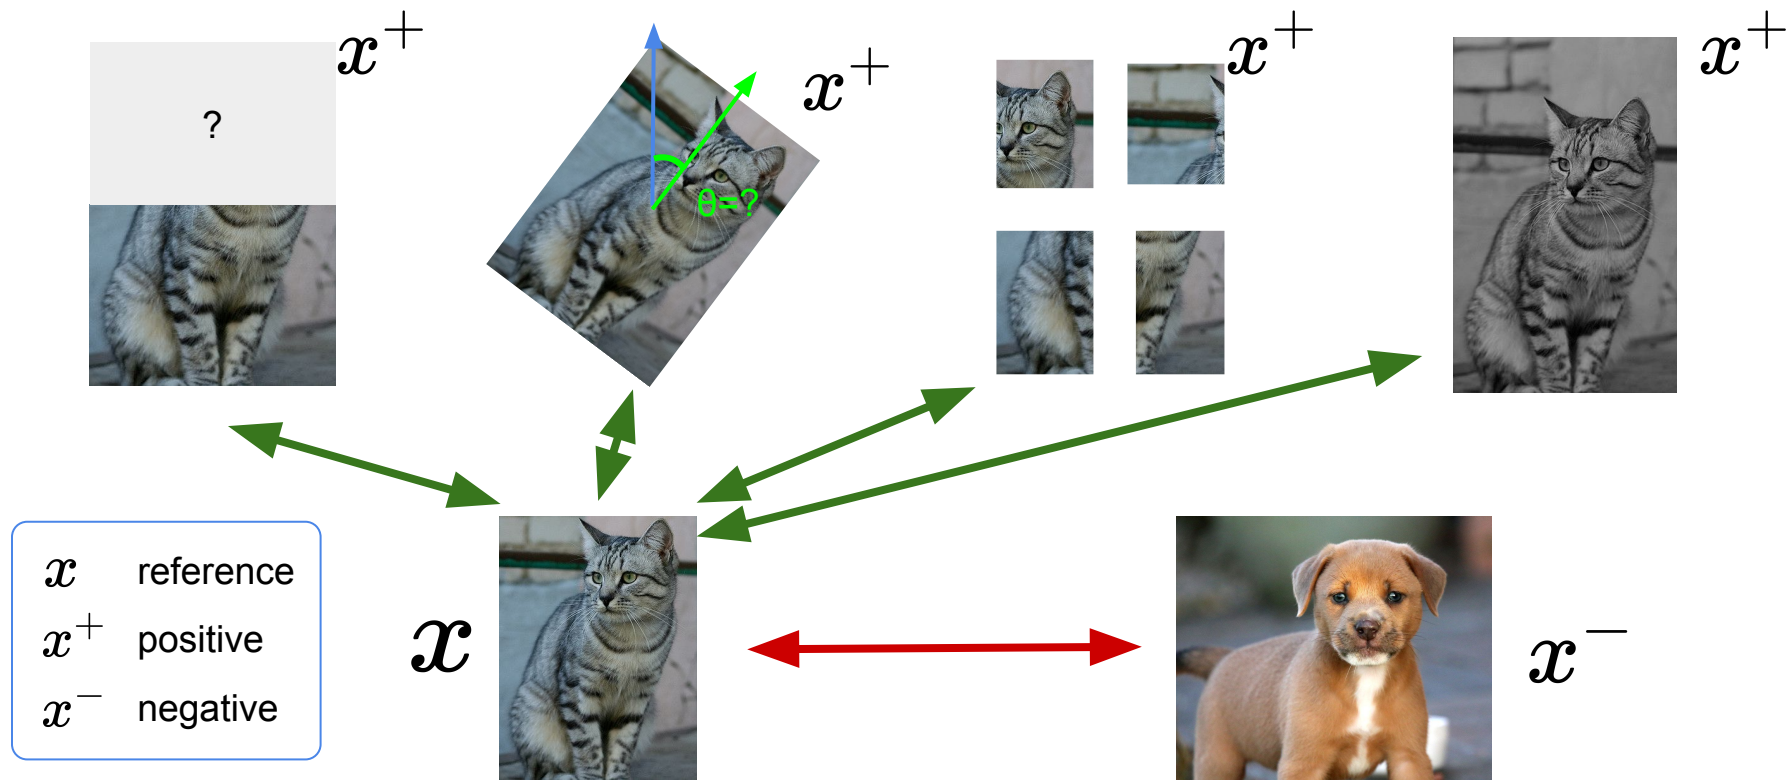 x⁺
x⁺
x⁺
x⁺
?
θ=?
x reference
x⁺ positive
x⁻ negative
x
x⁻